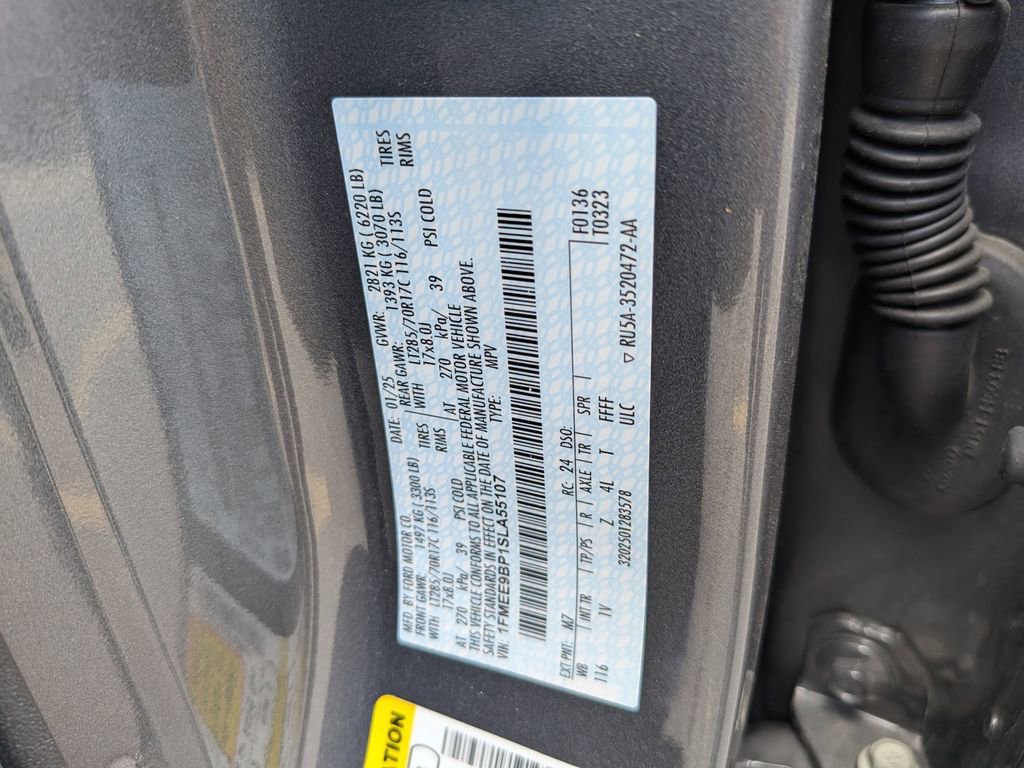 MFD. BY FORD MOTOR CO.
DATE: 01/25 GVWR: 2821 KG ( 6220 LB)
FRONT GAWR: 1497 KG ( 3300 LB) REAR GAWR: 1393 KG ( 3070 LB)
WITH LT285/70R17C 116/113S TIRES WITH LT285/70R17C 116/113S TIRES
17x8.0J RIMS 17x8.0J RIMS
AT 270 kPa/ 39 PSI COLD AT 270 kPa/ 39 PSI COLD
THIS VEHICLE CONFORMS TO ALL APPLICABLE FEDERAL MOTOR VEHICLE
SAFETY STANDARDS IN EFFECT ON THE DATE OF MANUFACTURE SHOWN ABOVE.
VIN: 1FMEE9BP1SLA55107 TYPE: MPV
EXT PNT: M7 RC: 24 DSO: F0136
WB INT TR TP/PS R AXLE TR SPR T0323
116 1V Z 4L T FFFF
320250128357B ULC ▽ RU5A-3520472-AA
ATION